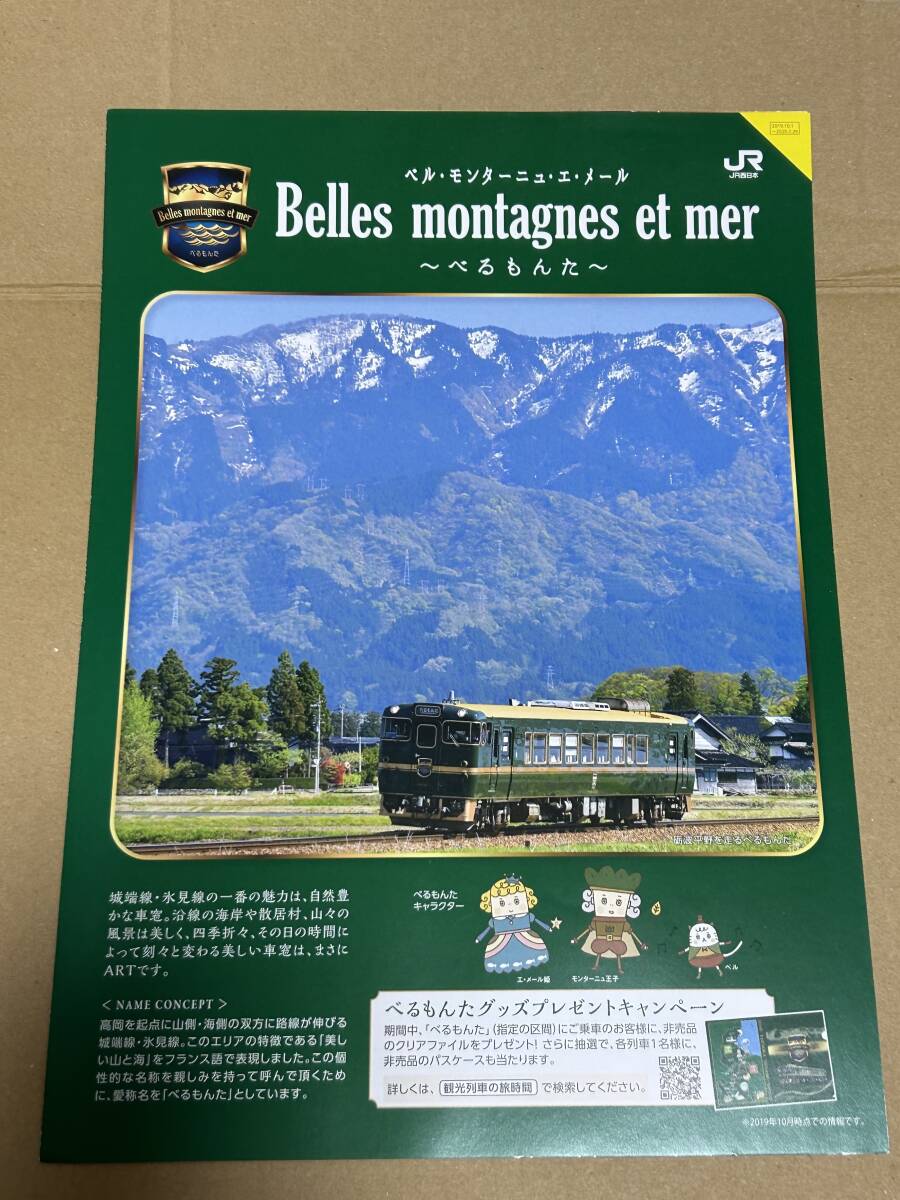 2019.10.1
JR
JR西日本
ベル・モンターニュ・エ・メール
Belles montagnes et mer
～べるもんた～
Belles montagnes et mer
べるもんた
砺波平野を走るべるもんた
城端線・氷見線の一番の魅力は、自然豊
かな車窓。沿線の海岸や散居村、山々の
風景は美しく、四季折々、その日の時間に
よって刻々と変わる美しい車窓は、まさに
ARTです。
べるもんた
キャラクター
エ・メール姫
モンターニュ王子
ベル
＜ NAME CONCEPT ＞
高岡を起点に山側・海側の双方に路線が伸びる
城端線・氷見線。このエリアの特徴である「美し
い山と海」をフランス語で表現しました。この個
性的な名称を親しみを持って呼んで頂くため
に、愛称名を「べるもんた」としています。
べるもんたグッズプレゼントキャンペーン
期間中、「べるもんた」(指定の区間)にご乗車のお客様に、非売品
のクリアファイルをプレゼント! さらに抽選で、各列車1名様に、
非売品のパスケースも当たります。
詳しくは、 観光列車の旅時間 で検索してください。
※2019年10月時点での情報です。